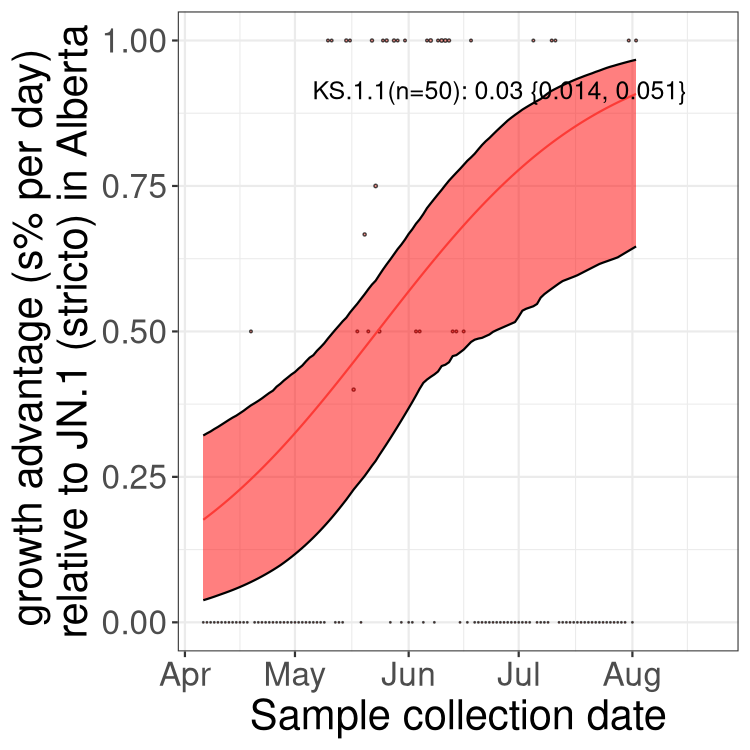 growth advantage (s% per day)
relative to JN.1 (stricto) in Alberta
1.00
0.75
0.50
0.25
0.00
KS.1.1(n=50): 0.03 {0.014, 0.051}
Apr May Jun Jul Aug
Sample collection date